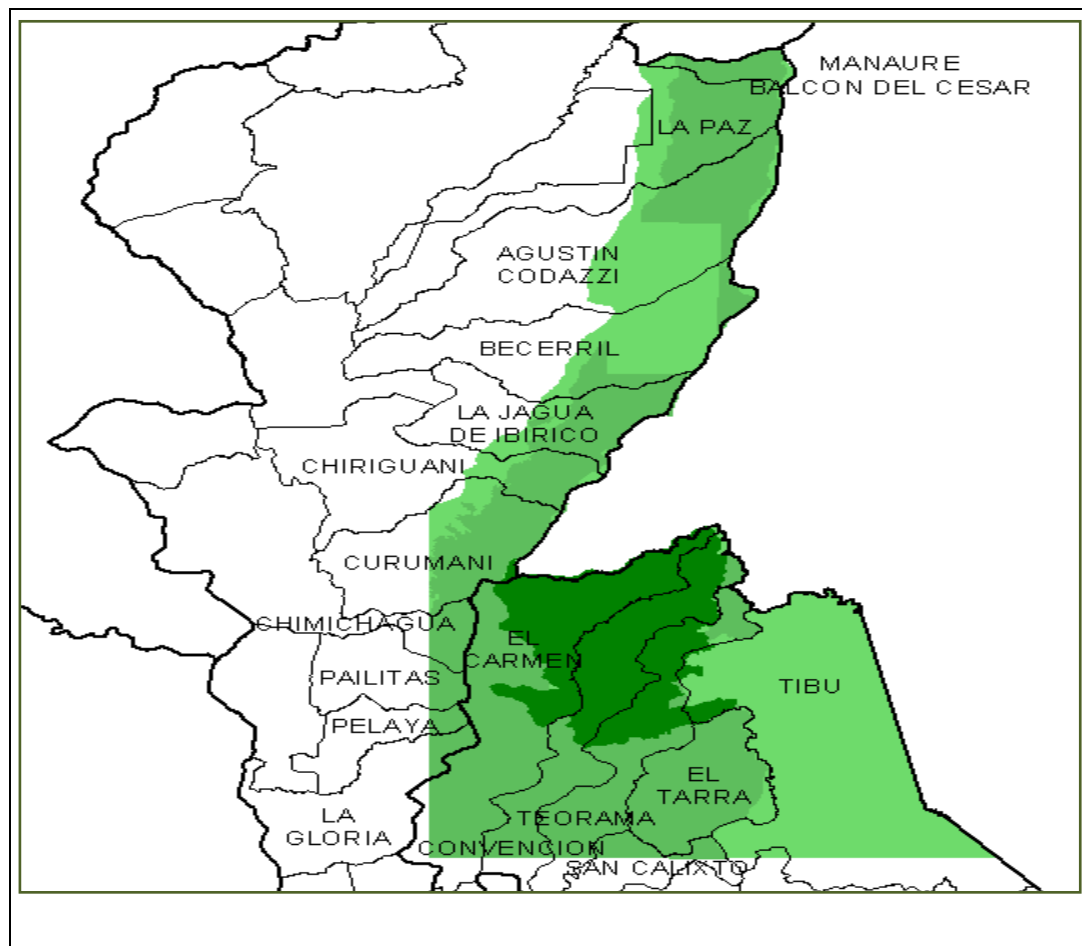 MANAURE
BALCON DEL CESAR
LA PAZ
AGUSTIN
CODAZZI
BECERRIL
LA JAGUA
DE IBIRICO
CHIRIGUANI
CURUMANI
CHIMICHAGUA
EL
CARMEN
PAILITAS
TIBU
PELAYA
EL
TARRA
LA
GLORIA
TEORAMA
CONVENCION
SAN CALIXTO